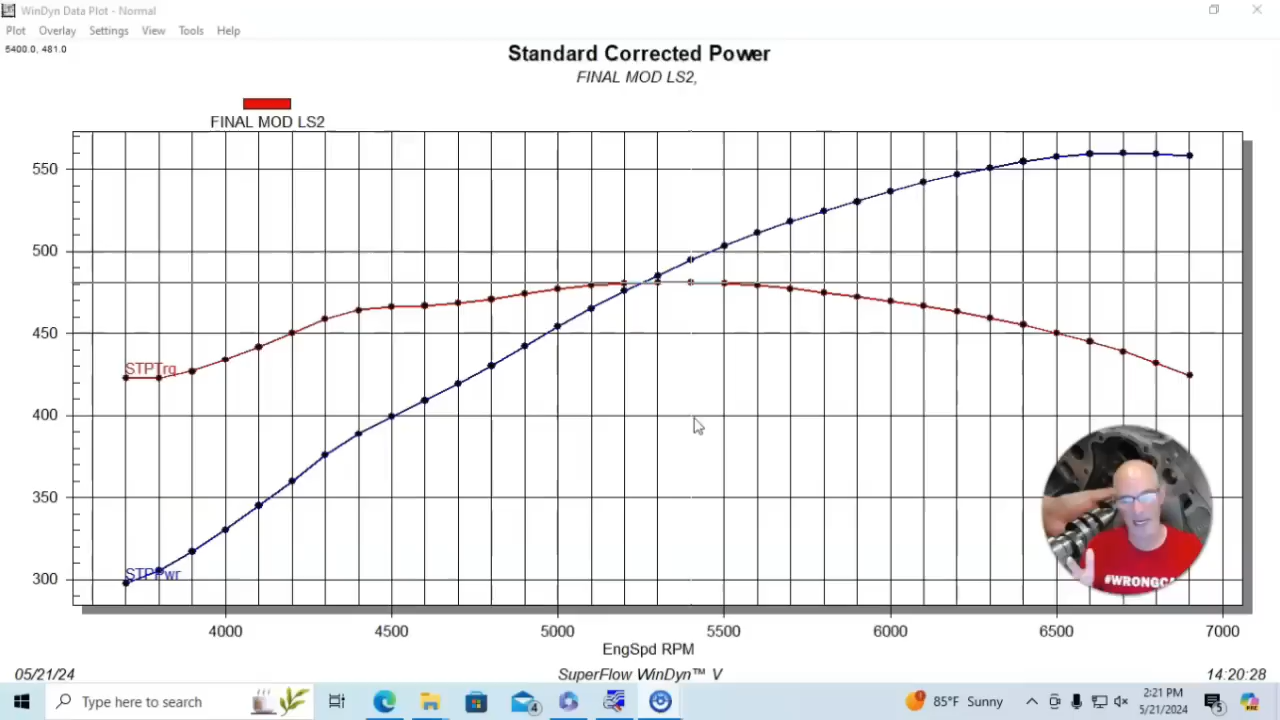 WinDyn Data Plot - Normal
Plot Overlay Settings View Tools Help
5400.0, 481.0
Standard Corrected Power
FINAL MOD LS2,
FINAL MOD LS2
550
500
450
400
350
300
STPTrq
STPPwr
4000 4500 5000 5500 6000 6500 7000
EngSpd RPM
#WRONGCA
05/21/24 SuperFlow WinDyn™ V 14:20:28
Type here to search
4
85°F Sunny
2:21 PM
5/21/2024
5